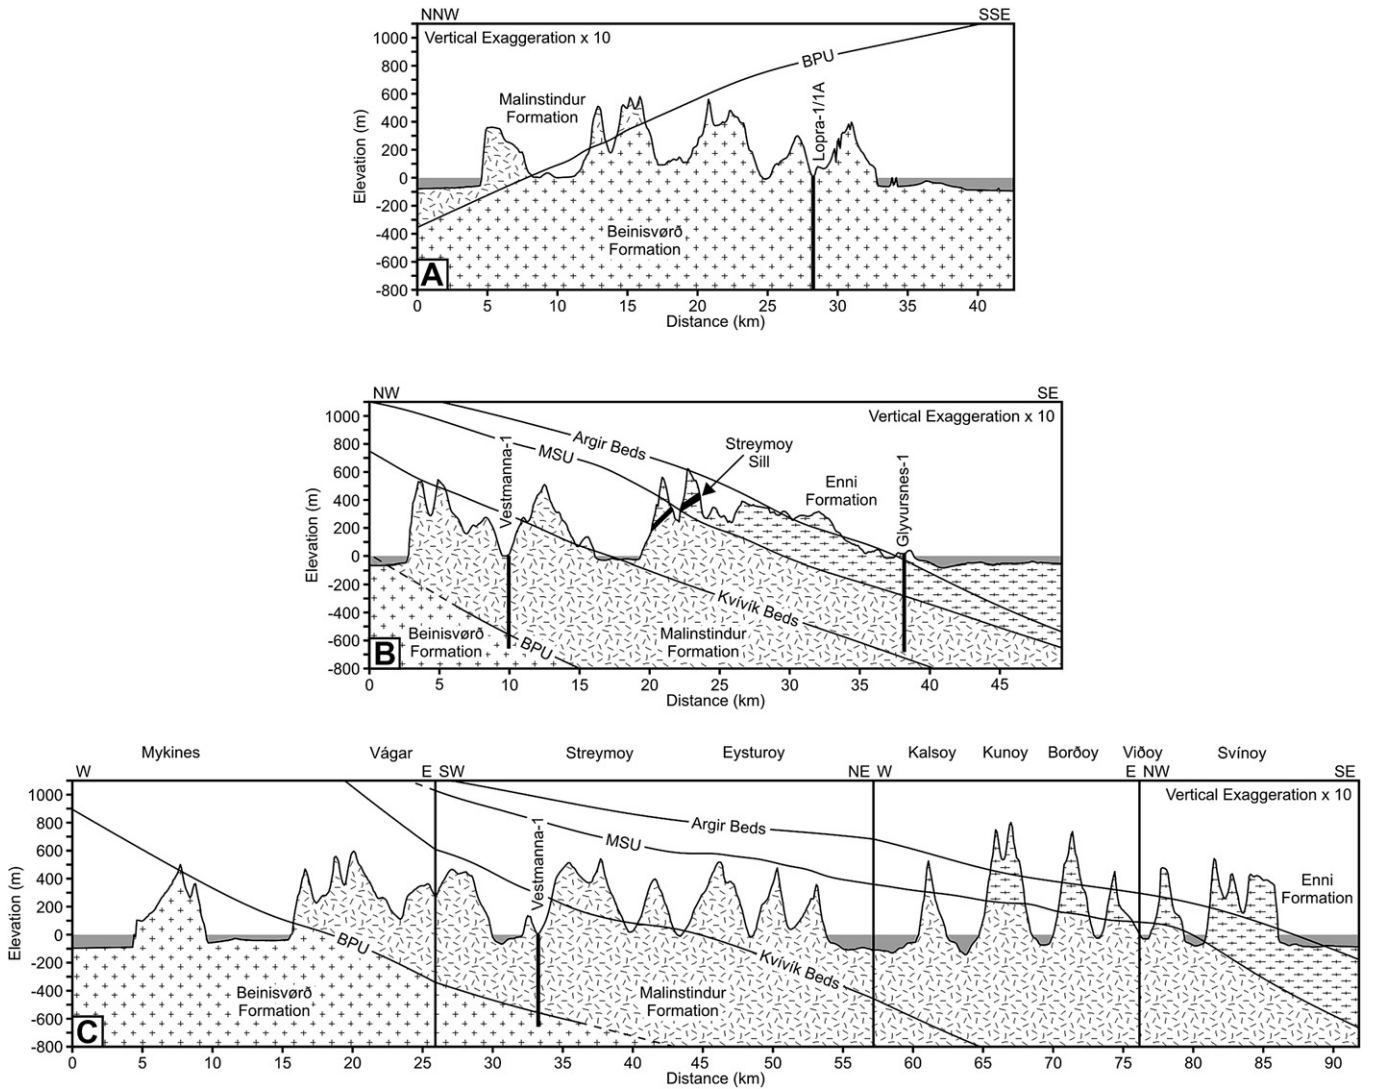 NNW SSE
Vertical Exaggeration x 10
BPU
Malinstindur
Formation
Lopra-1/1A
Beinisvørð
Formation
A
Elevation (m)
1000
800
600
400
200
0
-200
-400
-600
-800
0 5 10 15 20 25 30 35 40
Distance (km)
NW SE
Vertical Exaggeration x 10
Argir Beds
MSU
Vestmanna-1
Streymoy
Sill
Enni
Formation
Glyvursnes-1
Kvívík Beds
Beinisvørð
Formation
BPU
Malinstindur
Formation
B
Elevation (m)
1000
800
600
400
200
0
-200
-400
-600
-800
0 5 10 15 20 25 30 35 40 45
Distance (km)
Mykines Vágar Streymoy Eysturoy Kalsoy Kunoy Borðoy Viðoy Svínoy
W E SW NE W E NW SE
Vertical Exaggeration x 10
Argir Beds
MSU
Vestmanna-1
Enni
Formation
BPU
Kvívík Beds
Beinisvørð
Formation
Malinstindur
Formation
C
Elevation (m)
1000
800
600
400
200
0
-200
-400
-600
-800
0 5 10 15 20 25 30 35 40 45 50 55 60 65 70 75 80 85 90
Distance (km)